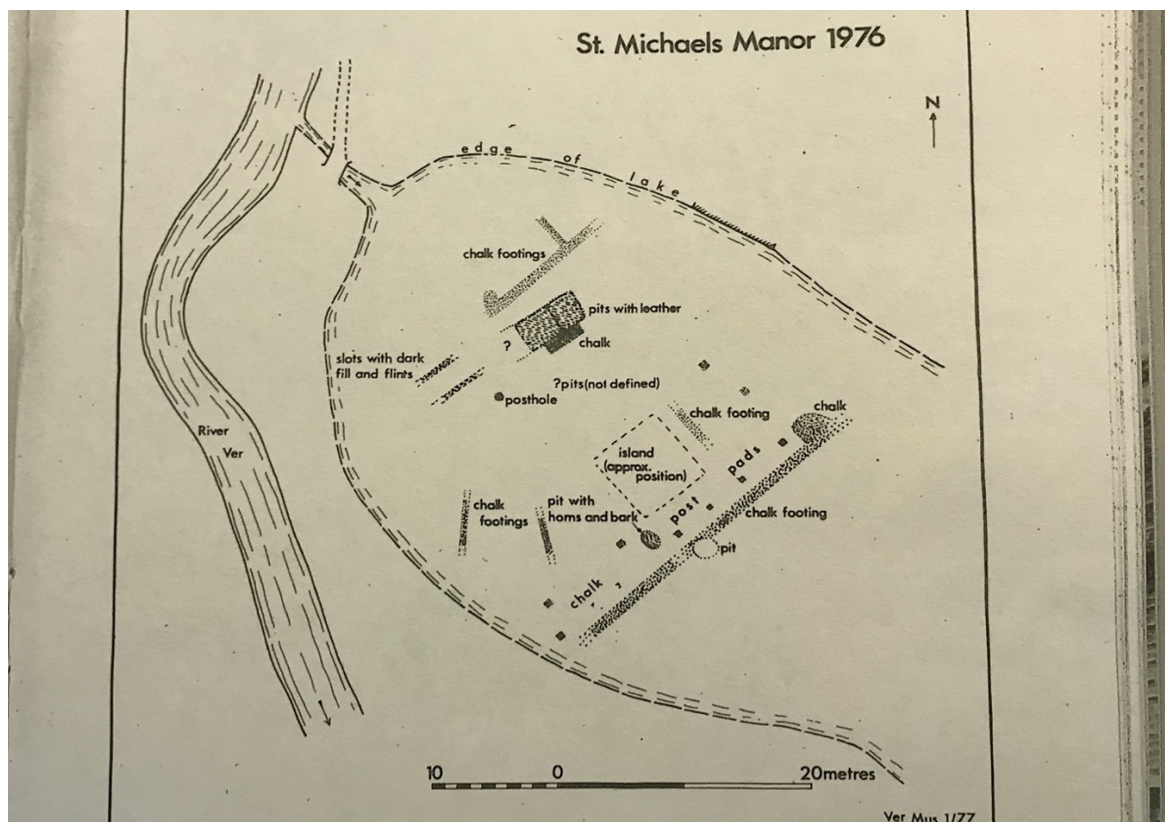 St. Michaels Manor 1976
N
edge of lake
chalk footings
pits with leather
?
chalk
slots with dark
fill and flints
?pits(not defined)
posthole
chalk footing
chalk
River
Ver
island
(approx.
position)
post pads
chalk
footings
pit with
horns and bark
chalk footing
pit
chalk ?
10 0 20metres
Ver Mus 1/77